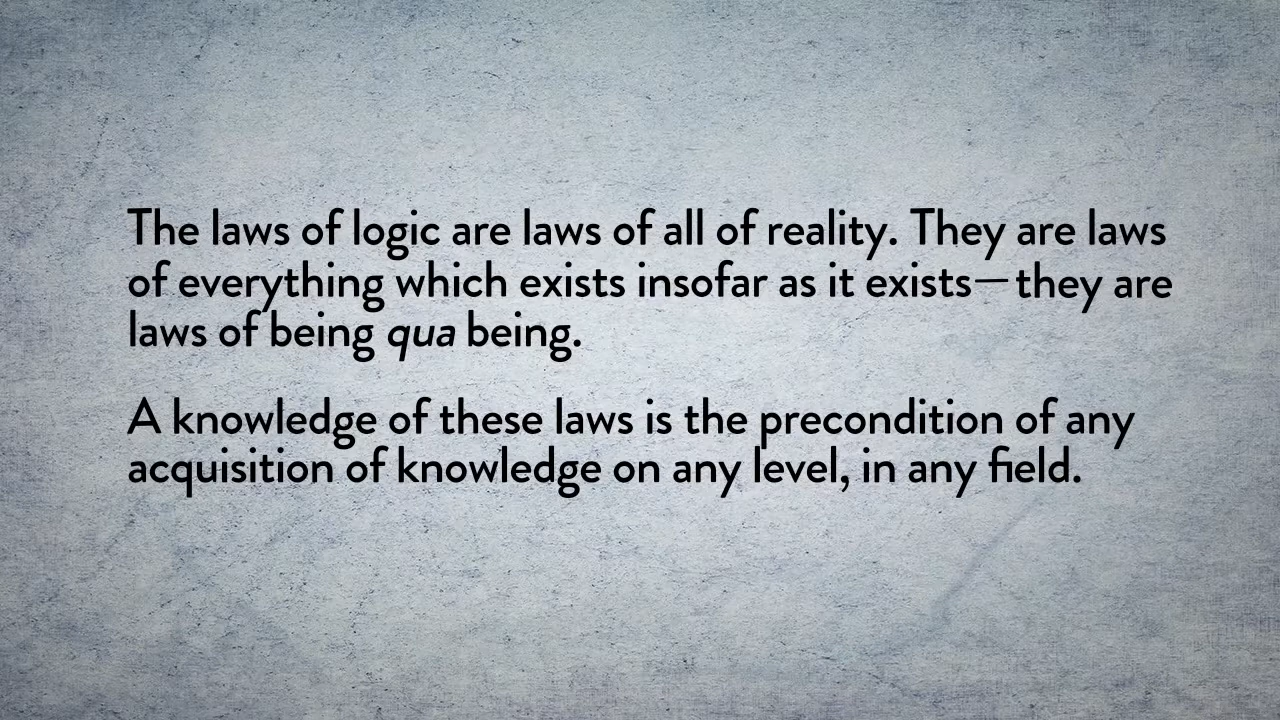 The laws of logic are laws of all of reality. They are laws
of everything which exists insofar as it exists—they are
laws of being qua being.
A knowledge of these laws is the precondition of any
acquisition of knowledge on any level, in any field.